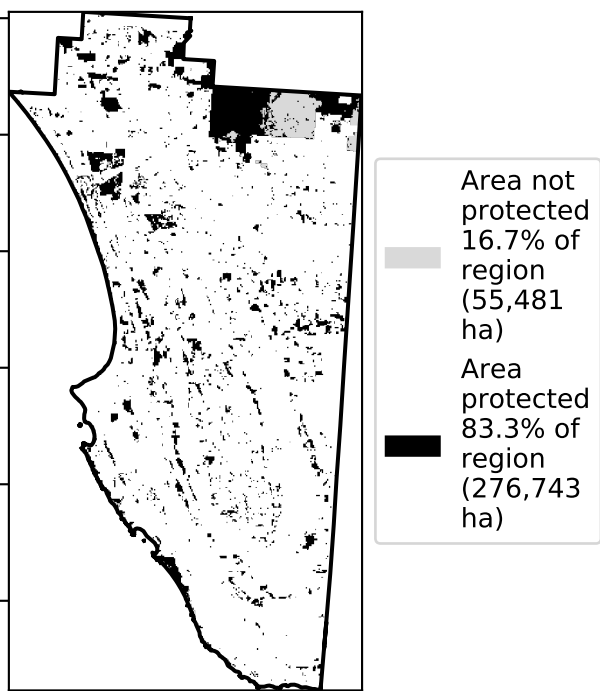 Area not
protected
16.7% of
region
(55,481
ha)
Area
protected
83.3% of
region
(276,743
ha)